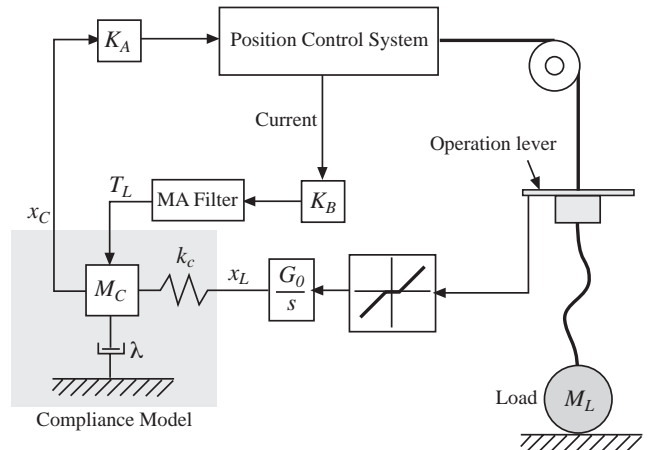 K_A
Position Control System
Current
Operation lever
T_L
MA Filter
K_B
x_C
M_C
k_c
x_L
G_0
s
λ
Load
M_L
Compliance Model